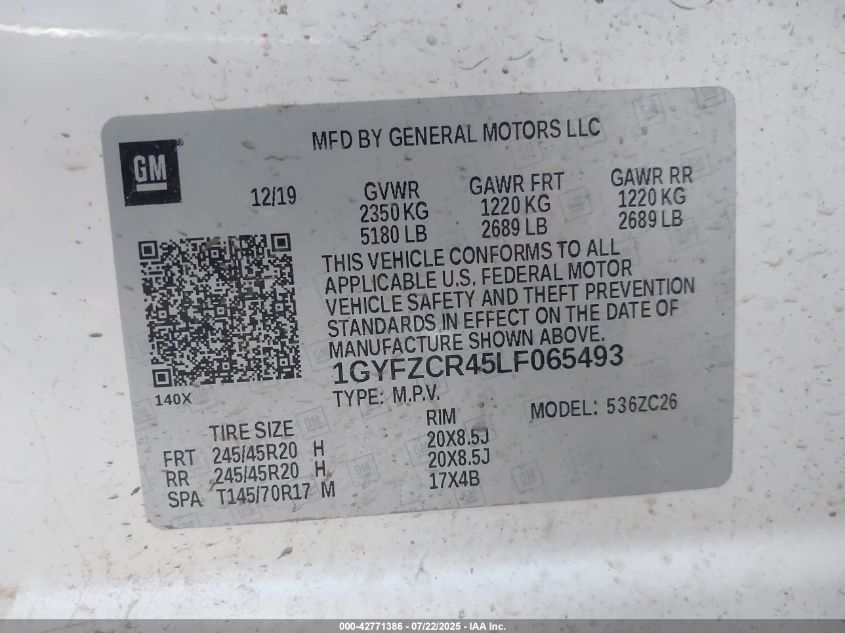 MFD BY GENERAL MOTORS LLC
GM
12/19
GVWR GAWR FRT GAWR RR
2350 KG 1220 KG 1220 KG
5180 LB 2689 LB 2689 LB
THIS VEHICLE CONFORMS TO ALL
APPLICABLE U.S. FEDERAL MOTOR
VEHICLE SAFETY AND THEFT PREVENTION
STANDARDS IN EFFECT ON THE DATE OF
MANUFACTURE SHOWN ABOVE.
1GYFZCR45LF065493
140X
TYPE: M.P.V.
MODEL: 536ZC26
TIRE SIZE RIM
FRT 245/45R20 H 20X8.5J
RR 245/45R20 H 20X8.5J
SPA T145/70R17 M 17X4B
000-42771386 - 07/22/2025 - IAA Inc.